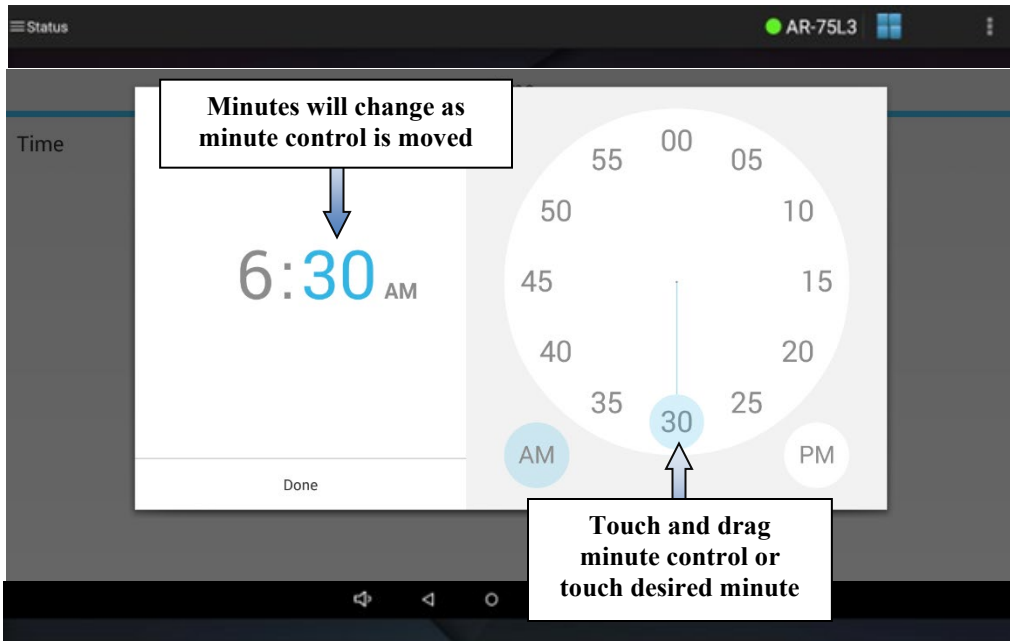 Status
AR-75L3
Minutes will change as
minute control is moved
Time
6:30 AM
00
05
10
15
20
25
30
35
40
45
50
55
AM
PM
Done
Touch and drag
minute control or
touch desired minute